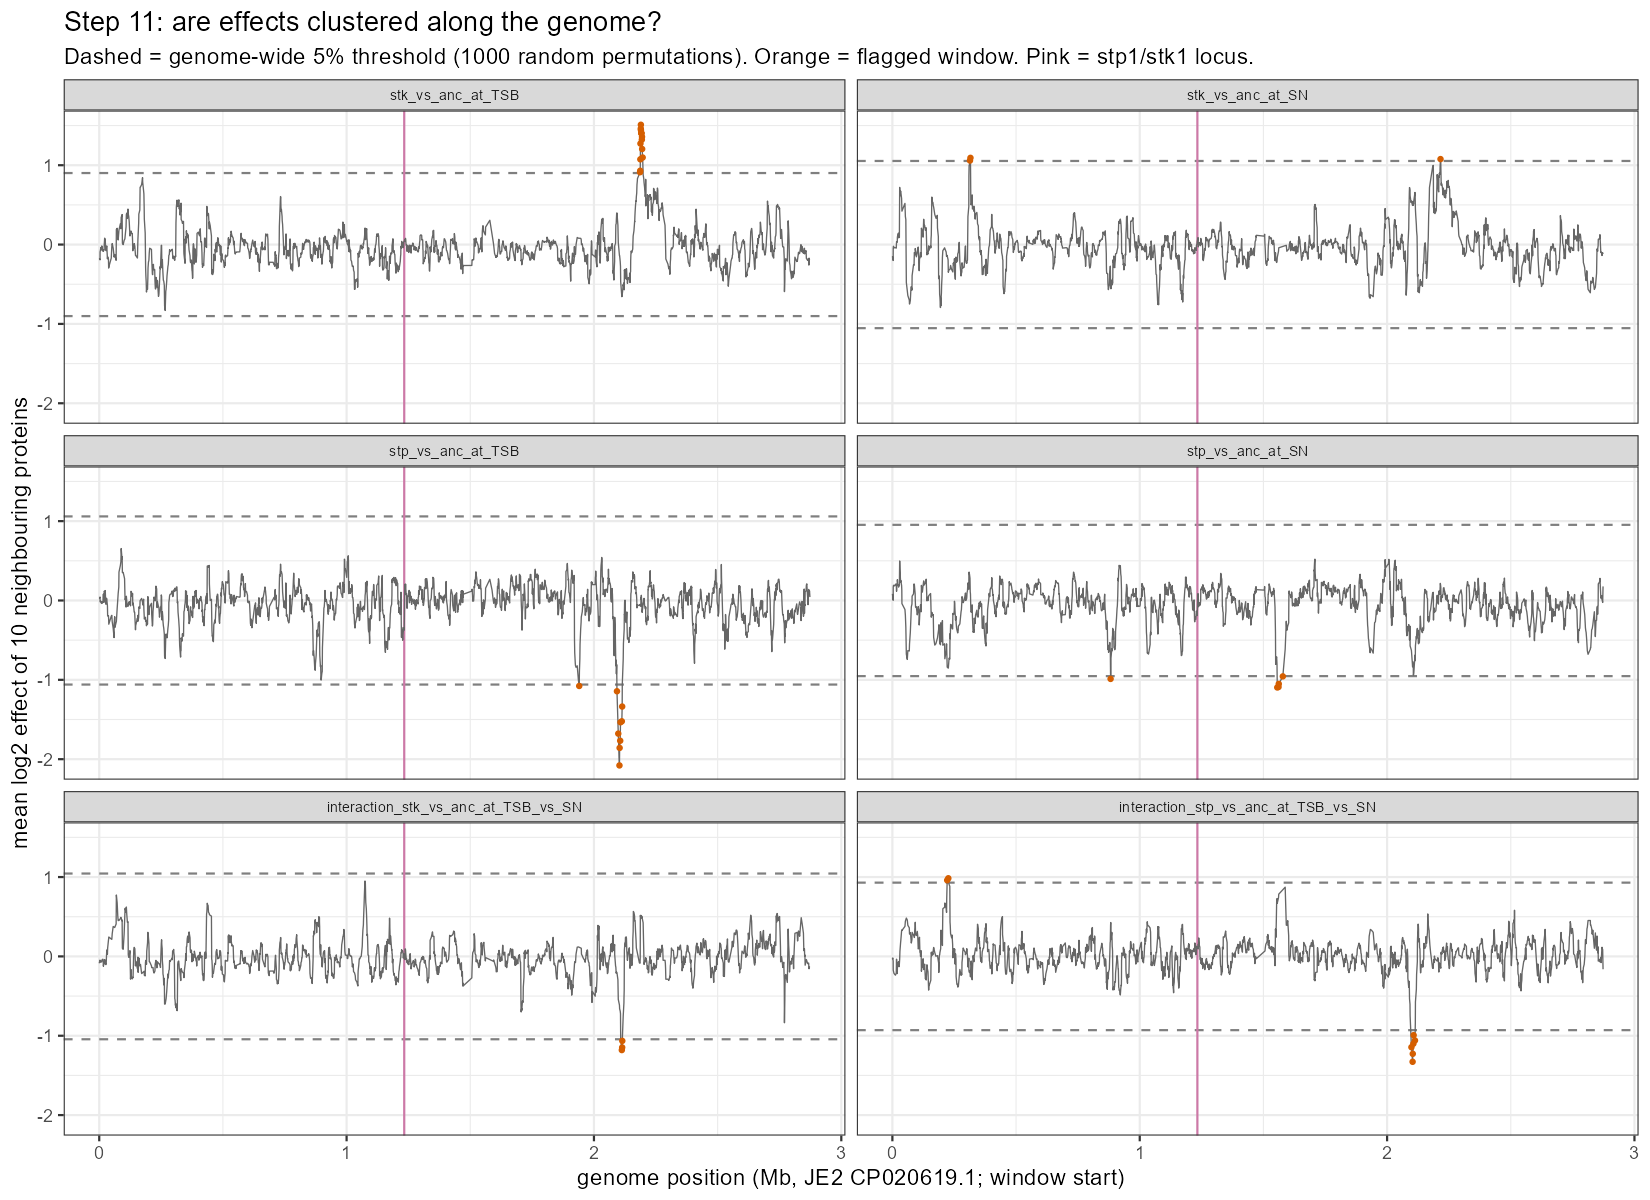 Step 11: are effects clustered along the genome?
Dashed = genome-wide 5% threshold (1000 random permutations). Orange = flagged window. Pink = stp1/stk1 locus.
stk_vs_anc_at_TSB
stk_vs_anc_at_SN
1
0
-1
-2
stp_vs_anc_at_TSB
stp_vs_anc_at_SN
1
0
-1
-2
interaction_stk_vs_anc_at_TSB_vs_SN
interaction_stp_vs_anc_at_TSB_vs_SN
1
0
-1
-2
mean log2 effect of 10 neighbouring proteins
0
1
2
3
0
1
2
3
genome position (Mb, JE2 CP020619.1; window start)